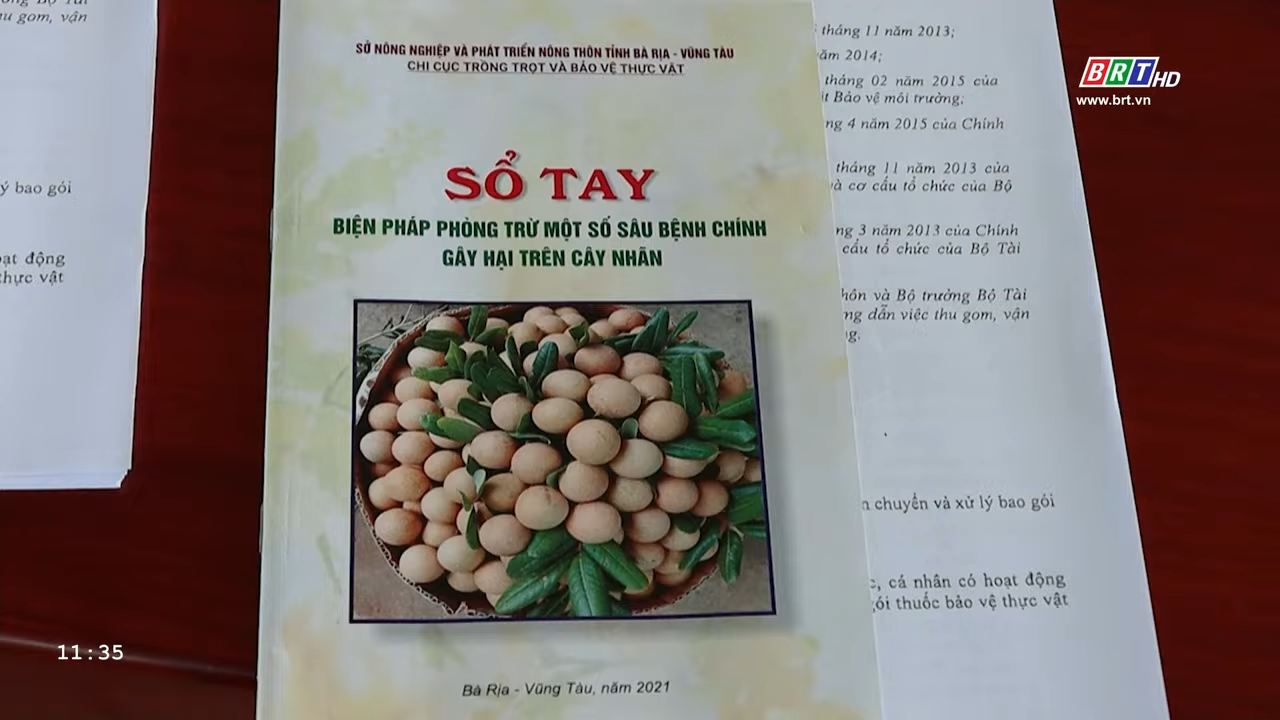 u gom, vận
ý bao gói
ạt động
thực vật
SỞ NÔNG NGHIỆP VÀ PHÁT TRIỂN NÔNG THÔN TỈNH BÀ RỊA - VŨNG TÀU
CHI CỤC TRỒNG TRỌT VÀ BẢO VỆ THỰC VẬT
SỔ TAY
BIỆN PHÁP PHÒNG TRỪ MỘT SỐ SÂU BỆNH CHÍNH
GÂY HẠI TRÊN CÂY NHÃN
Bà Rịa - Vũng Tàu, năm 2021
tháng 11 năm 2013;
ăm 2014;
tháng 02 năm 2015 của
t Bảo vệ môi trường;
ng 4 năm 2015 của Chính
tháng 11 năm 2013 của
và cơ cấu tổ chức của Bộ
ng 3 năm 2013 của Chính
cấu tổ chức của Bộ Tài
hôn và Bộ trưởng Bộ Tài
ng dẫn việc thu gom, vận
g.
n chuyển và xử lý bao gói
c, cá nhân có hoạt động
gói thuốc bảo vệ thực vật
BRT HD
www.brt.vn
11:35